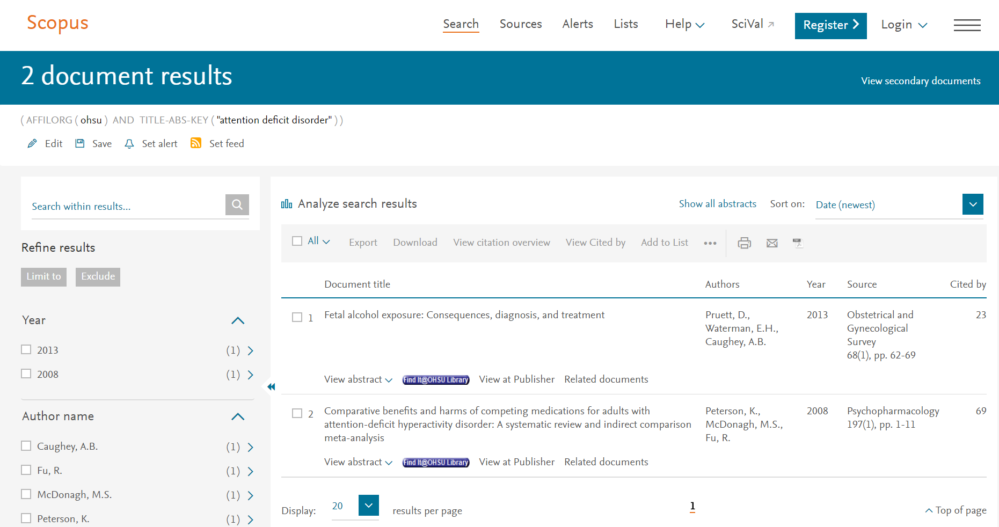 Scopus
Search Sources Alerts Lists Help SciVal Register Login
2 document results
View secondary documents
( AFFILORG ( ohsu ) AND TITLE-ABS-KEY ( "attention deficit disorder" ) )
Edit Save Set alert Set feed
Search within results...
Refine results
Limit to Exclude
Year
2013 (1)
2008 (1)
Author name
Caughey, A.B. (1)
Fu, R. (1)
McDonagh, M.S. (1)
Peterson, K. (1)
Analyze search results
Show all abstracts Sort on: Date (newest)
All Export Download View citation overview View Cited by Add to List •••
Document title Authors Year Source Cited by
1 Fetal alcohol exposure: Consequences, diagnosis, and treatment Pruett, D., 2013 Obstetrical and 23
Waterman, E.H., Gynecological
Caughey, A.B. Survey
68(1), pp. 62-69
View abstract Find It@OHSU Library View at Publisher Related documents
2 Comparative benefits and harms of competing medications for adults with Peterson, K., 2008 Psychopharmacology 69
attention-deficit hyperactivity disorder: A systematic review and indirect comparison McDonagh, M.S., 197(1), pp. 1-11
meta-analysis Fu, R.
View abstract Find It@OHSU Library View at Publisher Related documents
Display: 20 results per page 1 Top of page